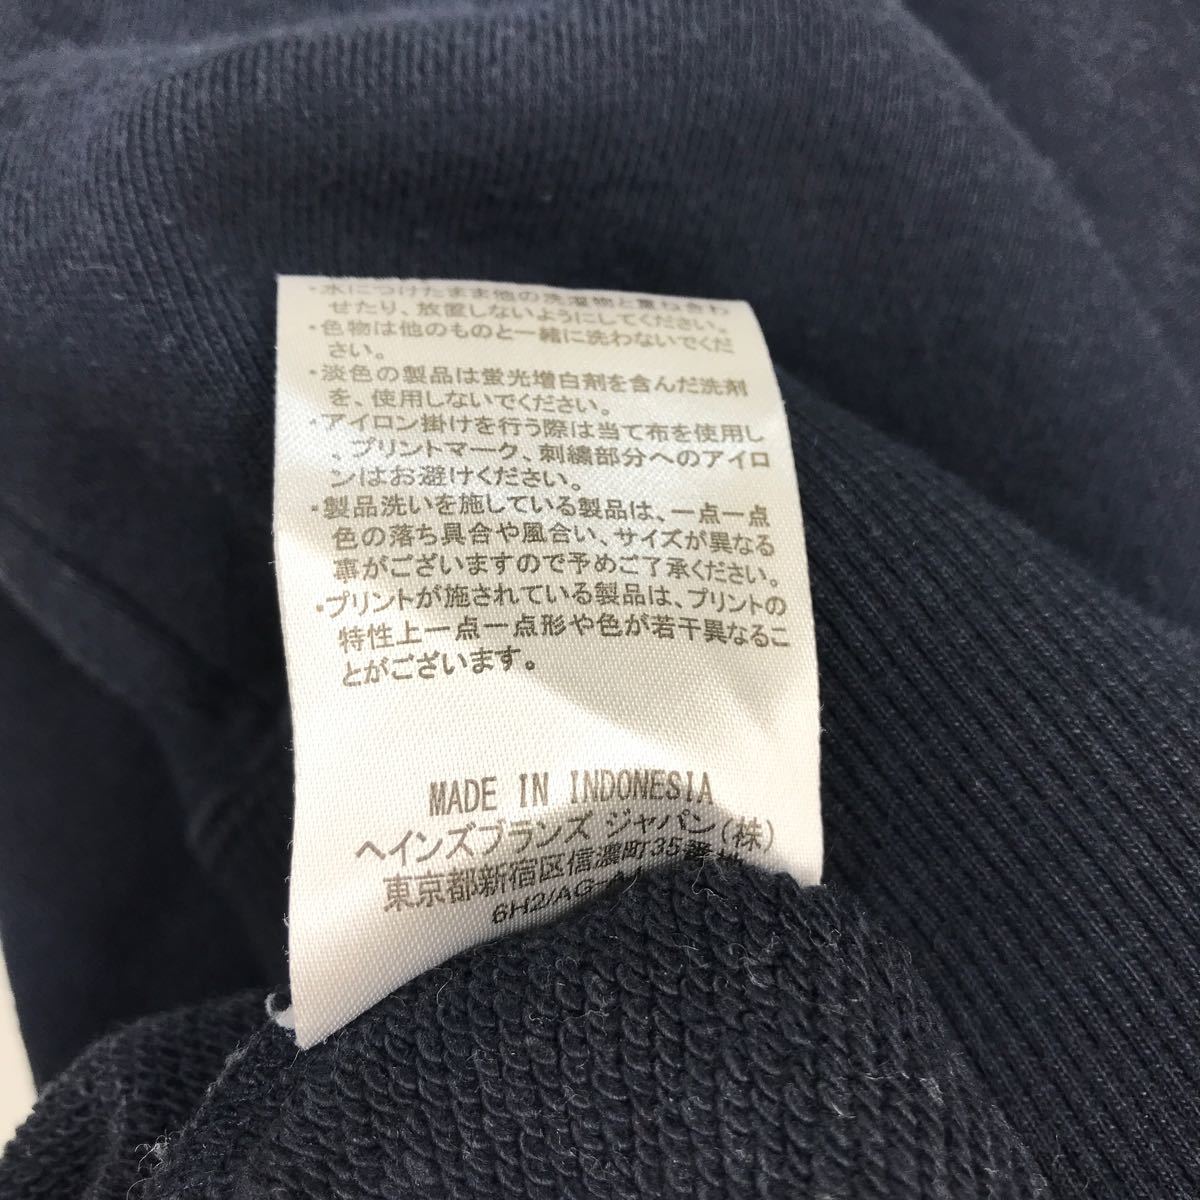 ・水につけたまま他の洗濯物と重ね合わ
せたり、放置しないようにしてください。
・色物は他のものと一緒に洗わないでくだ
さい。
・淡色の製品は蛍光増白剤を含んだ洗剤
を、使用しないでください。
・アイロン掛けを行う際は当て布を使用し
、プリントマーク、刺繍部分へのアイロ
ンはお避けください。
・製品洗いを施している製品は、一点一点
色の落ち具合や風合い、サイズが異なる
事がございますので予めご了承ください。
・プリントが施されている製品は、プリントの
特性上一点一点形や色が若干異なるこ
とがございます。
MADE IN INDONESIA
ヘインズブランズ ジャパン(株)
東京都新宿区信濃町35番地
6H2/AG